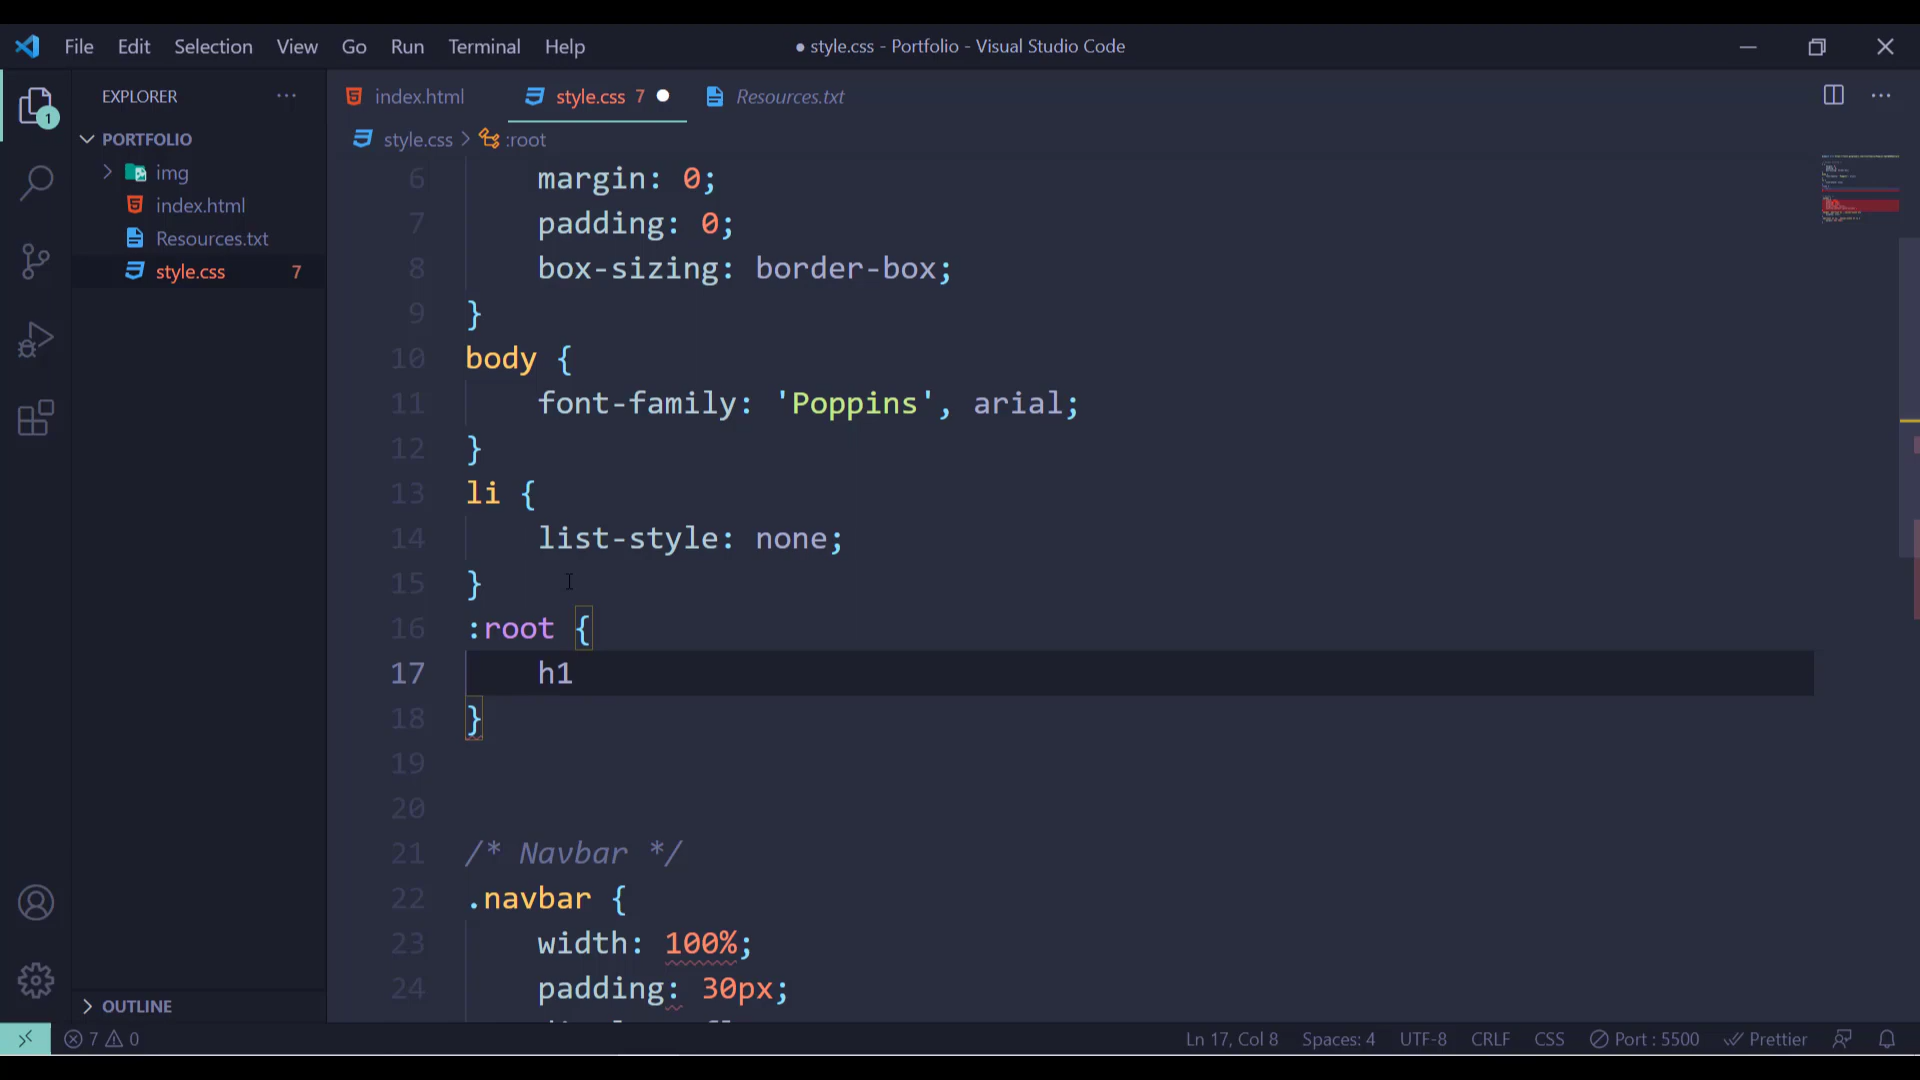 File Edit Selection View Go Run Terminal Help
● style.css - Portfolio - Visual Studio Code
1
EXPLORER
PORTFOLIO
img
index.html
Resources.txt
style.css 7
OUTLINE
index.html
style.css 7
Resources.txt
style.css > :root
6 margin: 0;
7 padding: 0;
8 box-sizing: border-box;
9 }
10 body {
11 font-family: 'Poppins', arial;
12 }
13 li {
14 list-style: none;
15 }
16 :root {
17 h1
18 }
19
20
21 /* Navbar */
22 .navbar {
23 width: 100%;
24 padding: 30px;
7 0
Ln 17, Col 8 Spaces: 4 UTF-8 CRLF CSS Port : 5500 Prettier